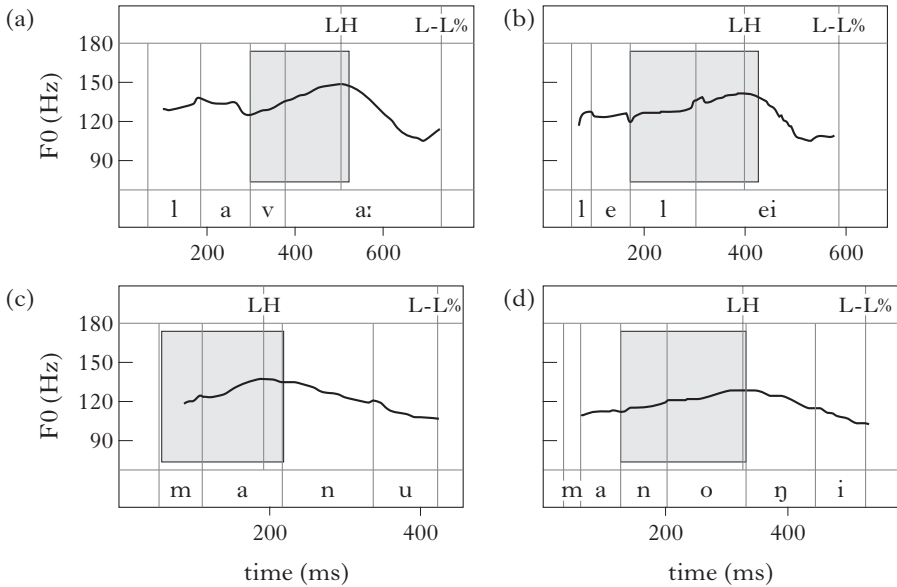 (a)
LH L-L%
180
150
120
90
F0 (Hz)
l a v aː
200 400 600
(b)
LH L-L%
l e l ei
200 400 600
(c)
LH L-L%
180
150
120
90
F0 (Hz)
m a n u
200
time (ms)
(d)
LH L-L%
m a n o ŋ i
200 400
time (ms)